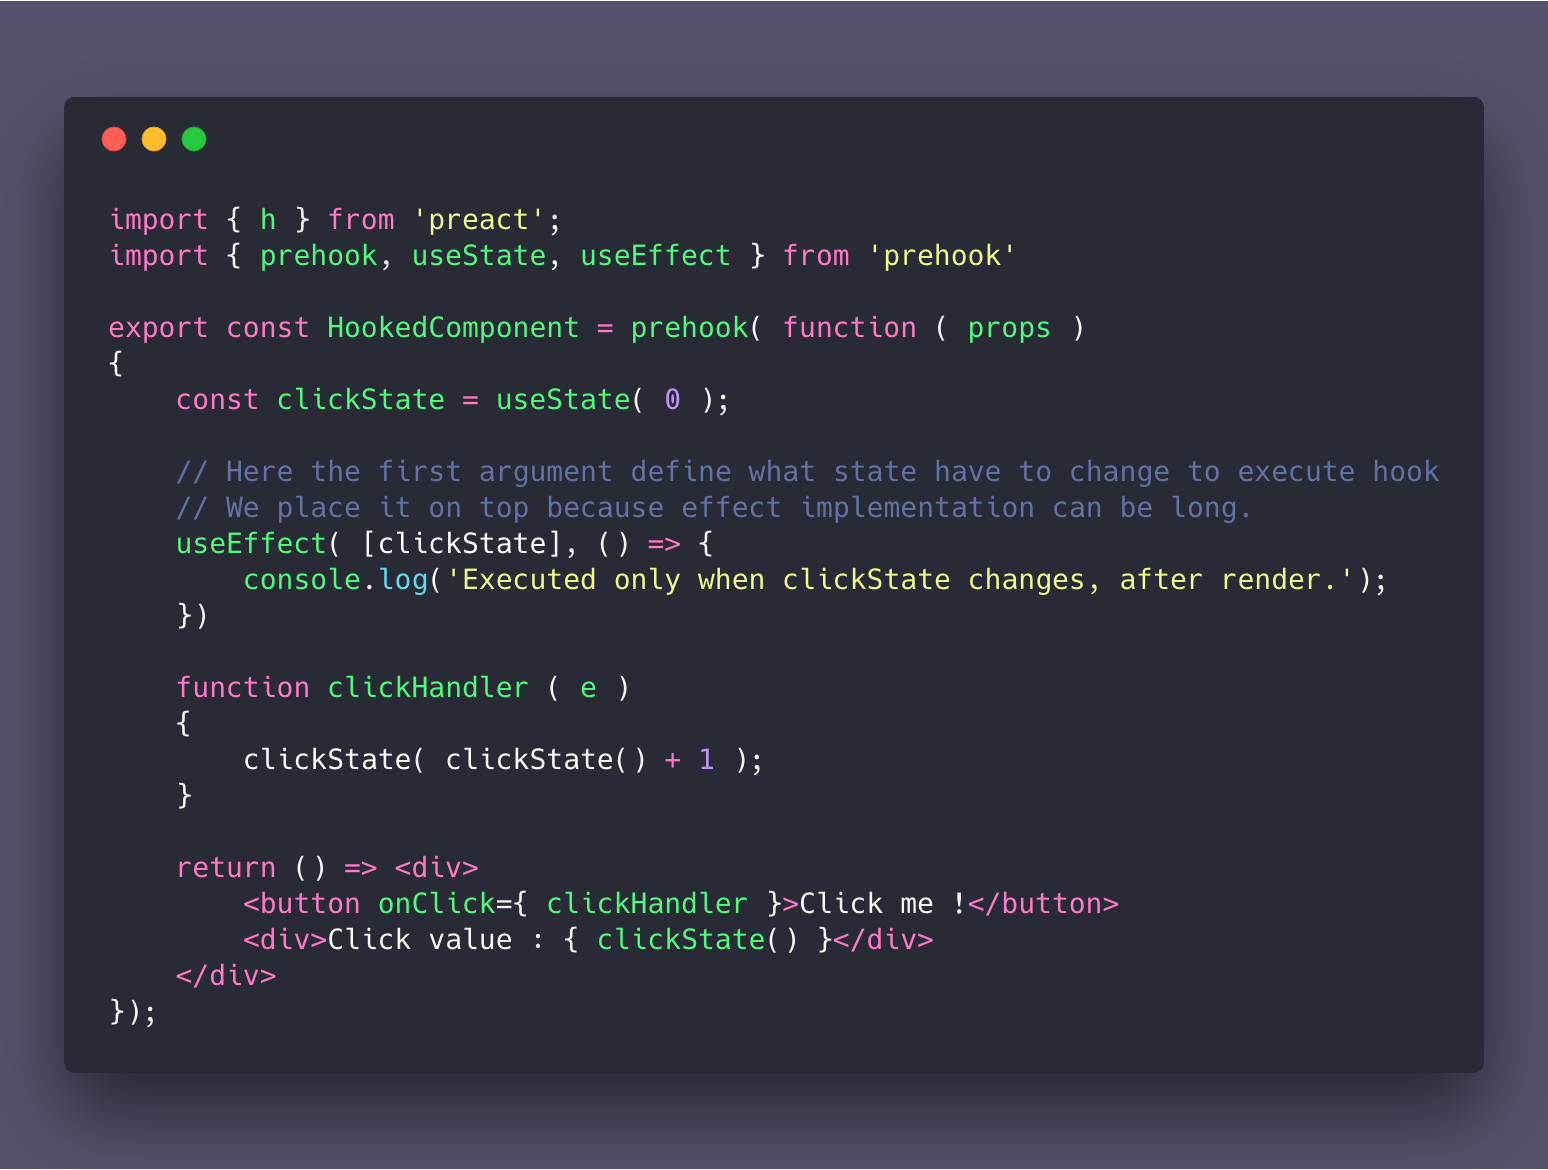 import { h } from 'preact';
import { prehook, useState, useEffect } from 'prehook'

export const HookedComponent = prehook( function ( props )
{
    const clickState = useState( 0 );

    // Here the first argument define what state have to change to execute hook
    // We place it on top because effect implementation can be long.
    useEffect( [clickState], () => {
        console.log('Executed only when clickState changes, after render.');
    })

    function clickHandler ( e )
    {
        clickState( clickState() + 1 );
    }

    return () => <div>
        <button onClick={ clickHandler }>Click me !</button>
        <div>Click value : { clickState() }</div>
    </div>
});